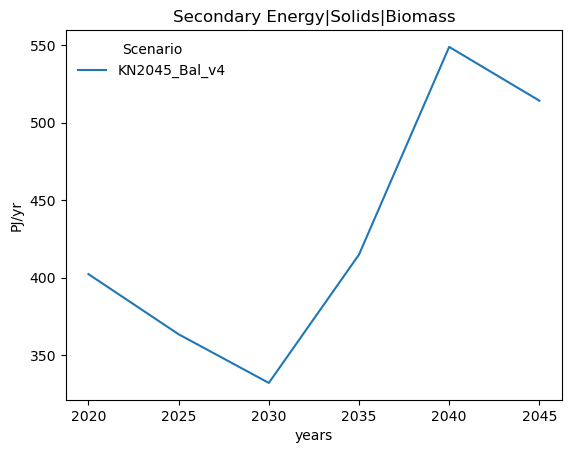 Secondary Energy|Solids|Biomass
Scenario
KN2045_Bal_v4
PJ/yr
550
500
450
400
350
2020 2025 2030 2035 2040 2045
years